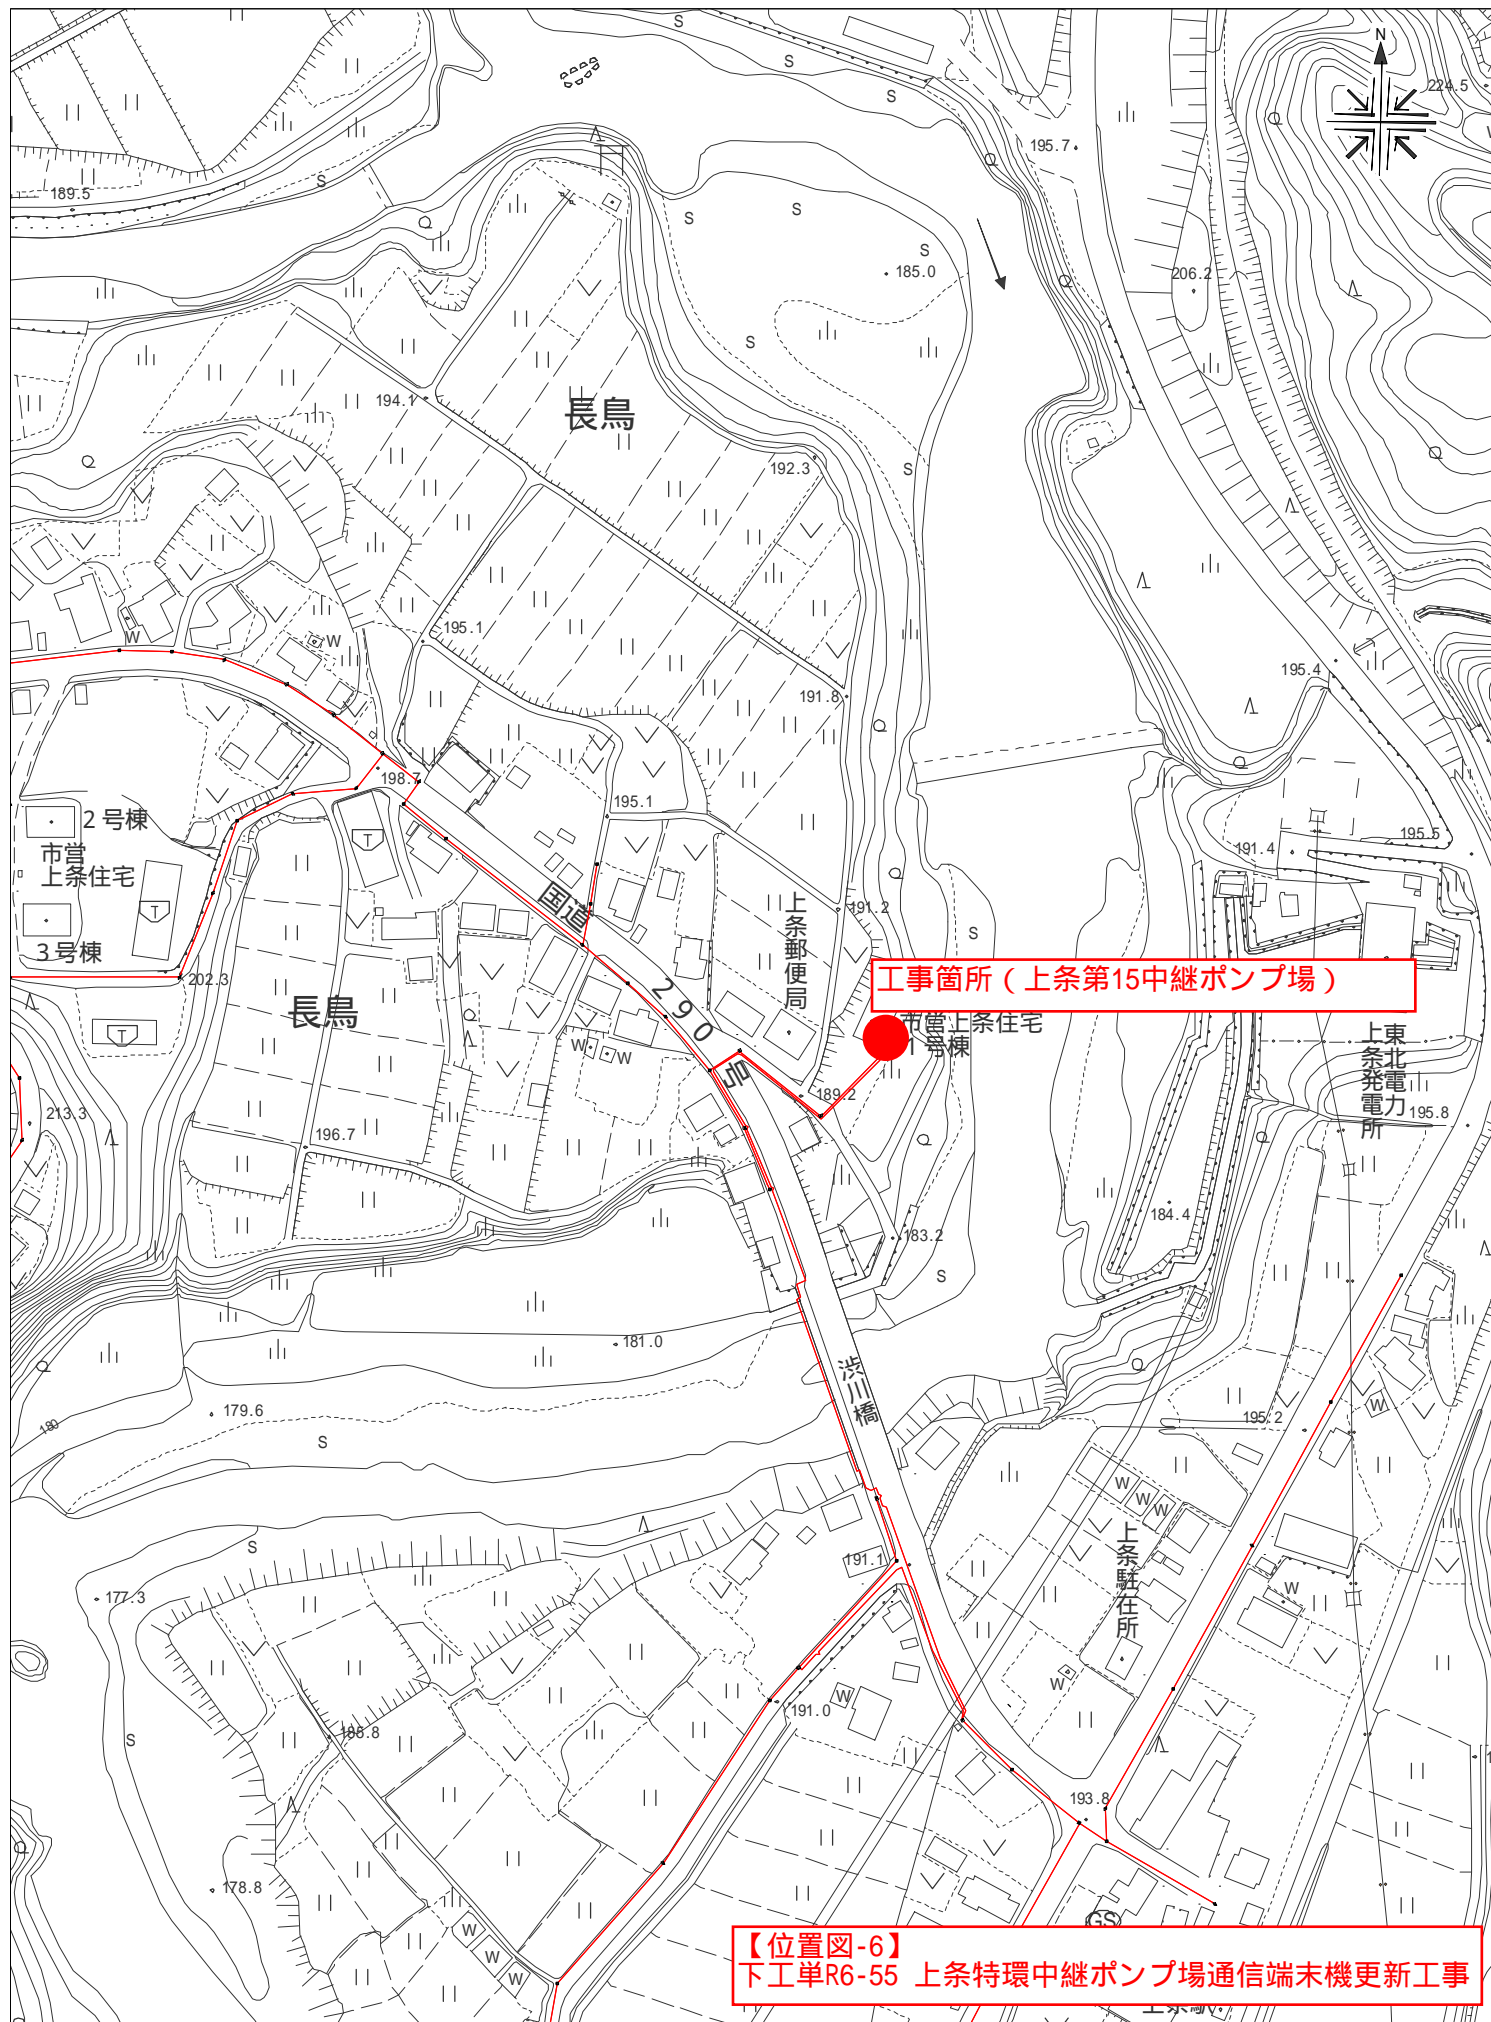 N
224.5
195.7
189.5
185.0
206.2
194.1
長鳥
192.3
195.1
W
W
195.4
191.8
198.7
195.1
2号棟
市営
上条住宅
3号棟
T
T
T
195.5
191.4
国道
290
号
上条郵便局
191.2
202.3
長鳥
工事箇所(上条第15中継ポンプ場)
市営上条住宅
1号棟
東北電力
上条発電所
W
W
189.2
195.8
213.3
196.7
184.4
183.2
181.0
渋川橋
179.6
180
195.2
W
W
W
W
191.1
上条駐在所
177.3
W
W
191.0
W
185.8
193.8
178.8
GS
W
W
W
【位置図-6】
下工単R6-55 上条特環中継ポンプ場通信端末機更新工事